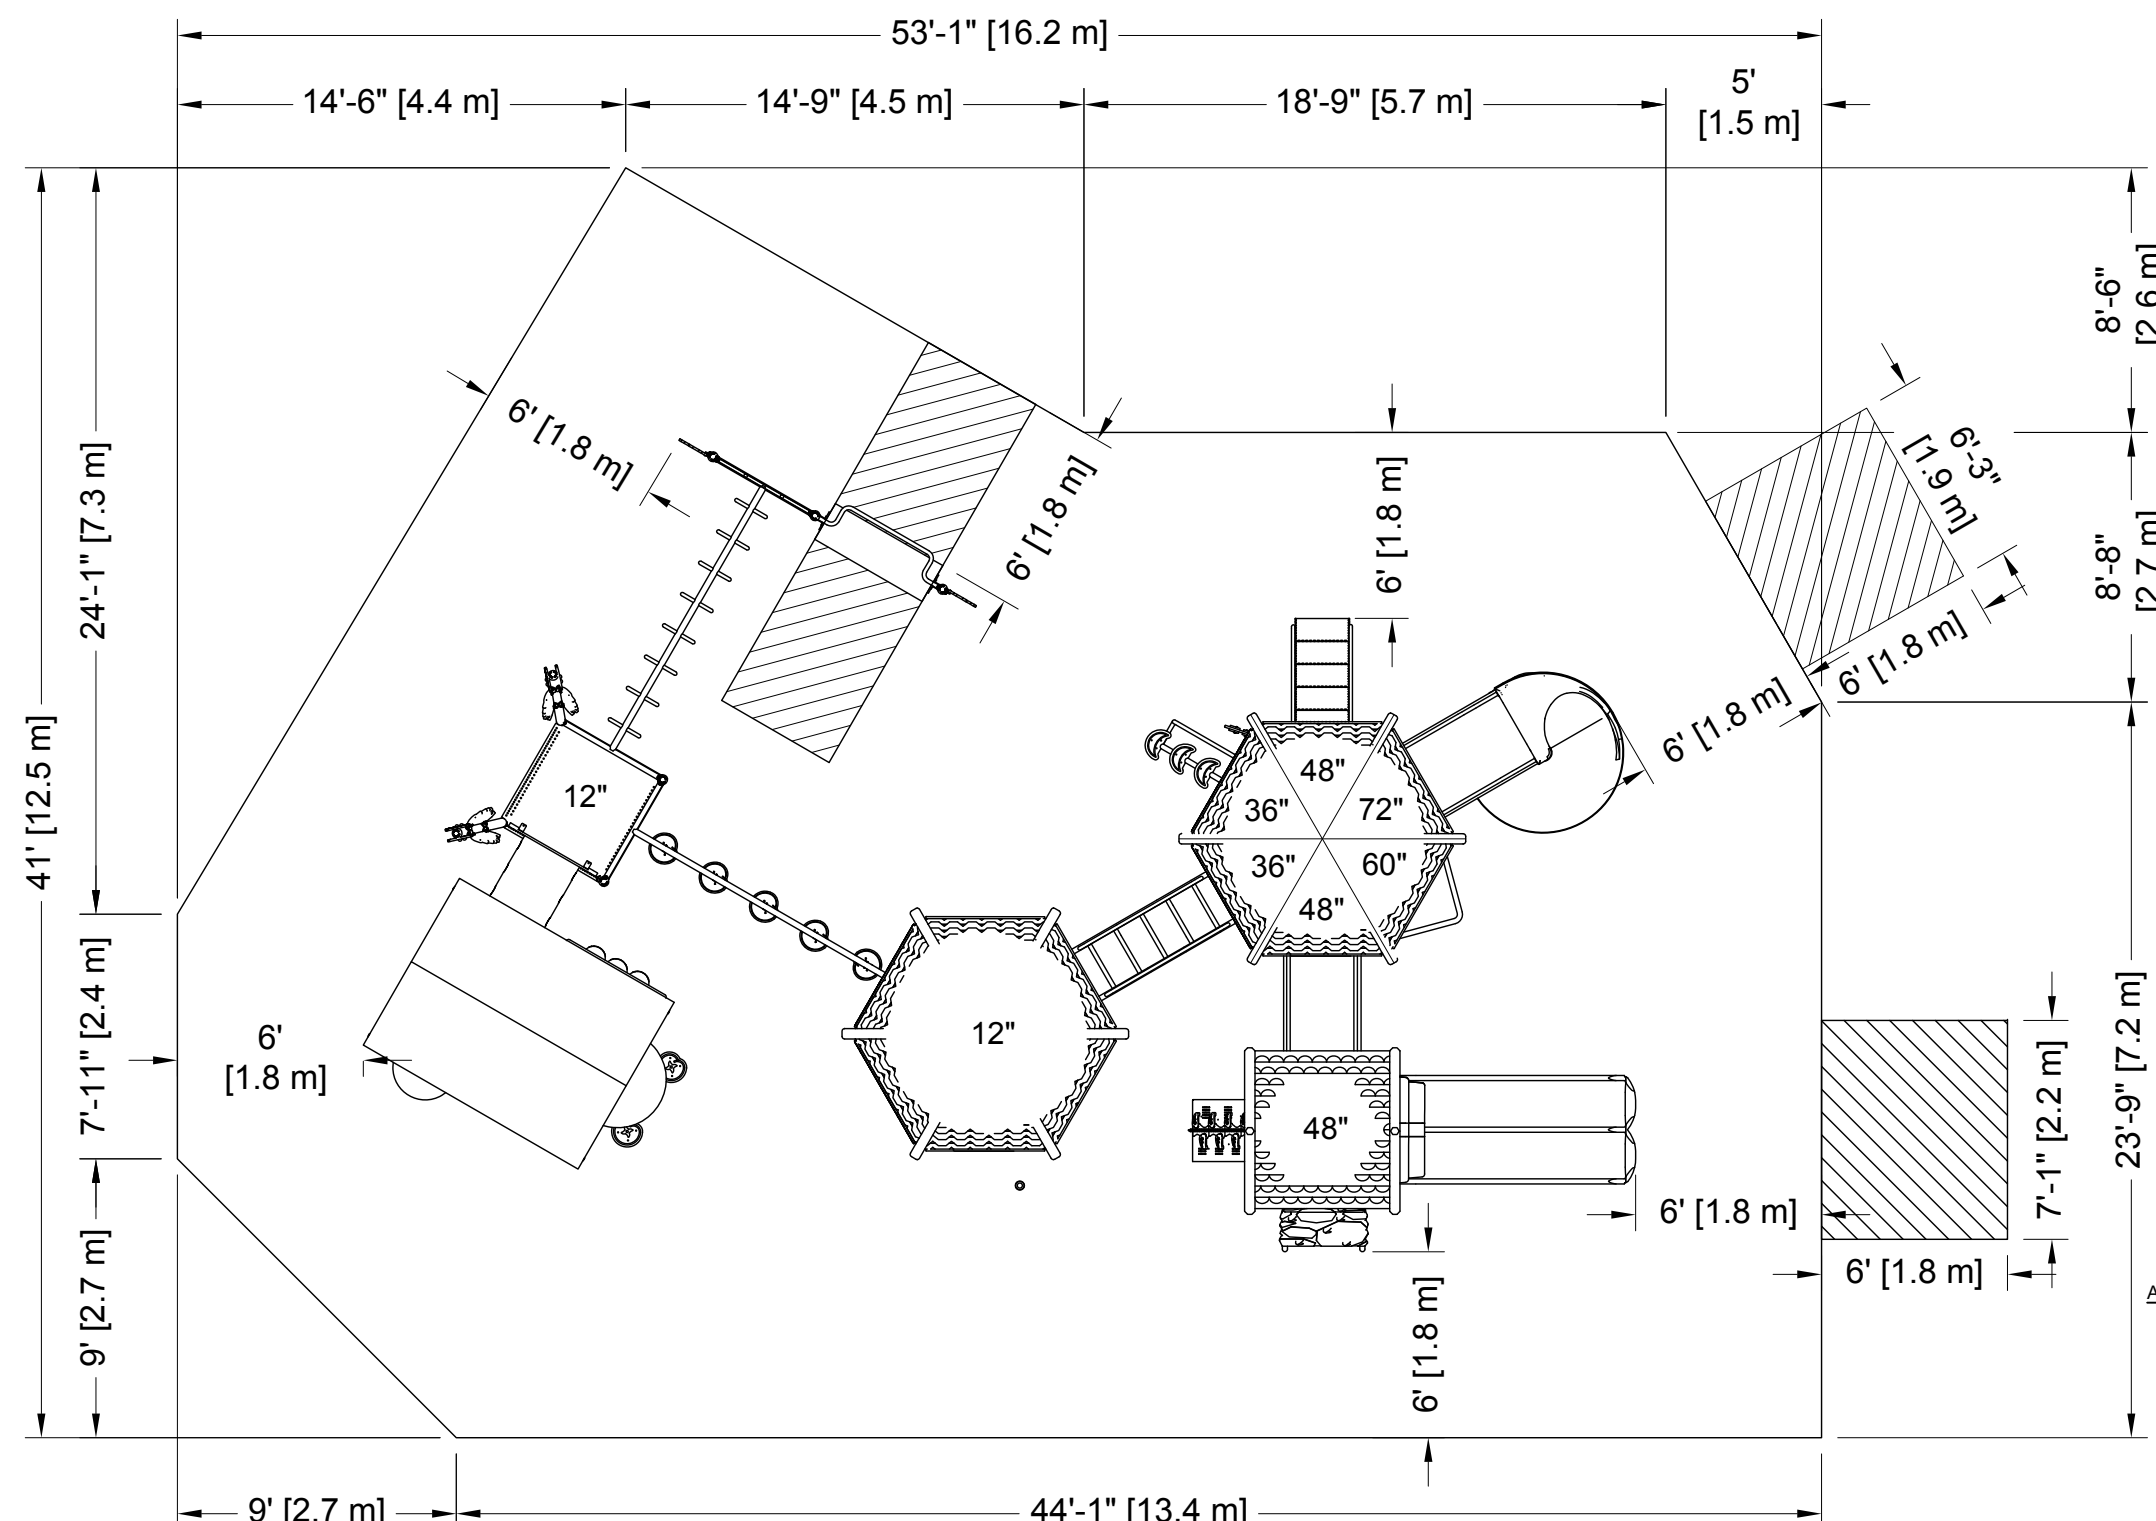 53'-1" [16.2 m]
14'-6" [4.4 m]
14'-9" [4.5 m]
18'-9" [5.7 m]
5'
[1.5 m]
8'-6"
[2.6 m]
24'-1" [7.3 m]
6' [1.8 m]
6' [1.8 m]
6' [1.8 m]
6'-3"
[1.9 m]
8'-8"
[2.7 m]
6' [1.8 m]
6' [1.8 m]
41' [12.5 m]
12"
48"
36"
72"
36"
60"
48"
7'-11" [2.4 m]
6'
[1.8 m]
12"
48"
7'-1" [2.2 m]
23'-9" [7.2 m]
6' [1.8 m]
6' [1.8 m]
9' [2.7 m]
6' [1.8 m]
A
9' [2.7 m]
44'-1" [13.4 m]